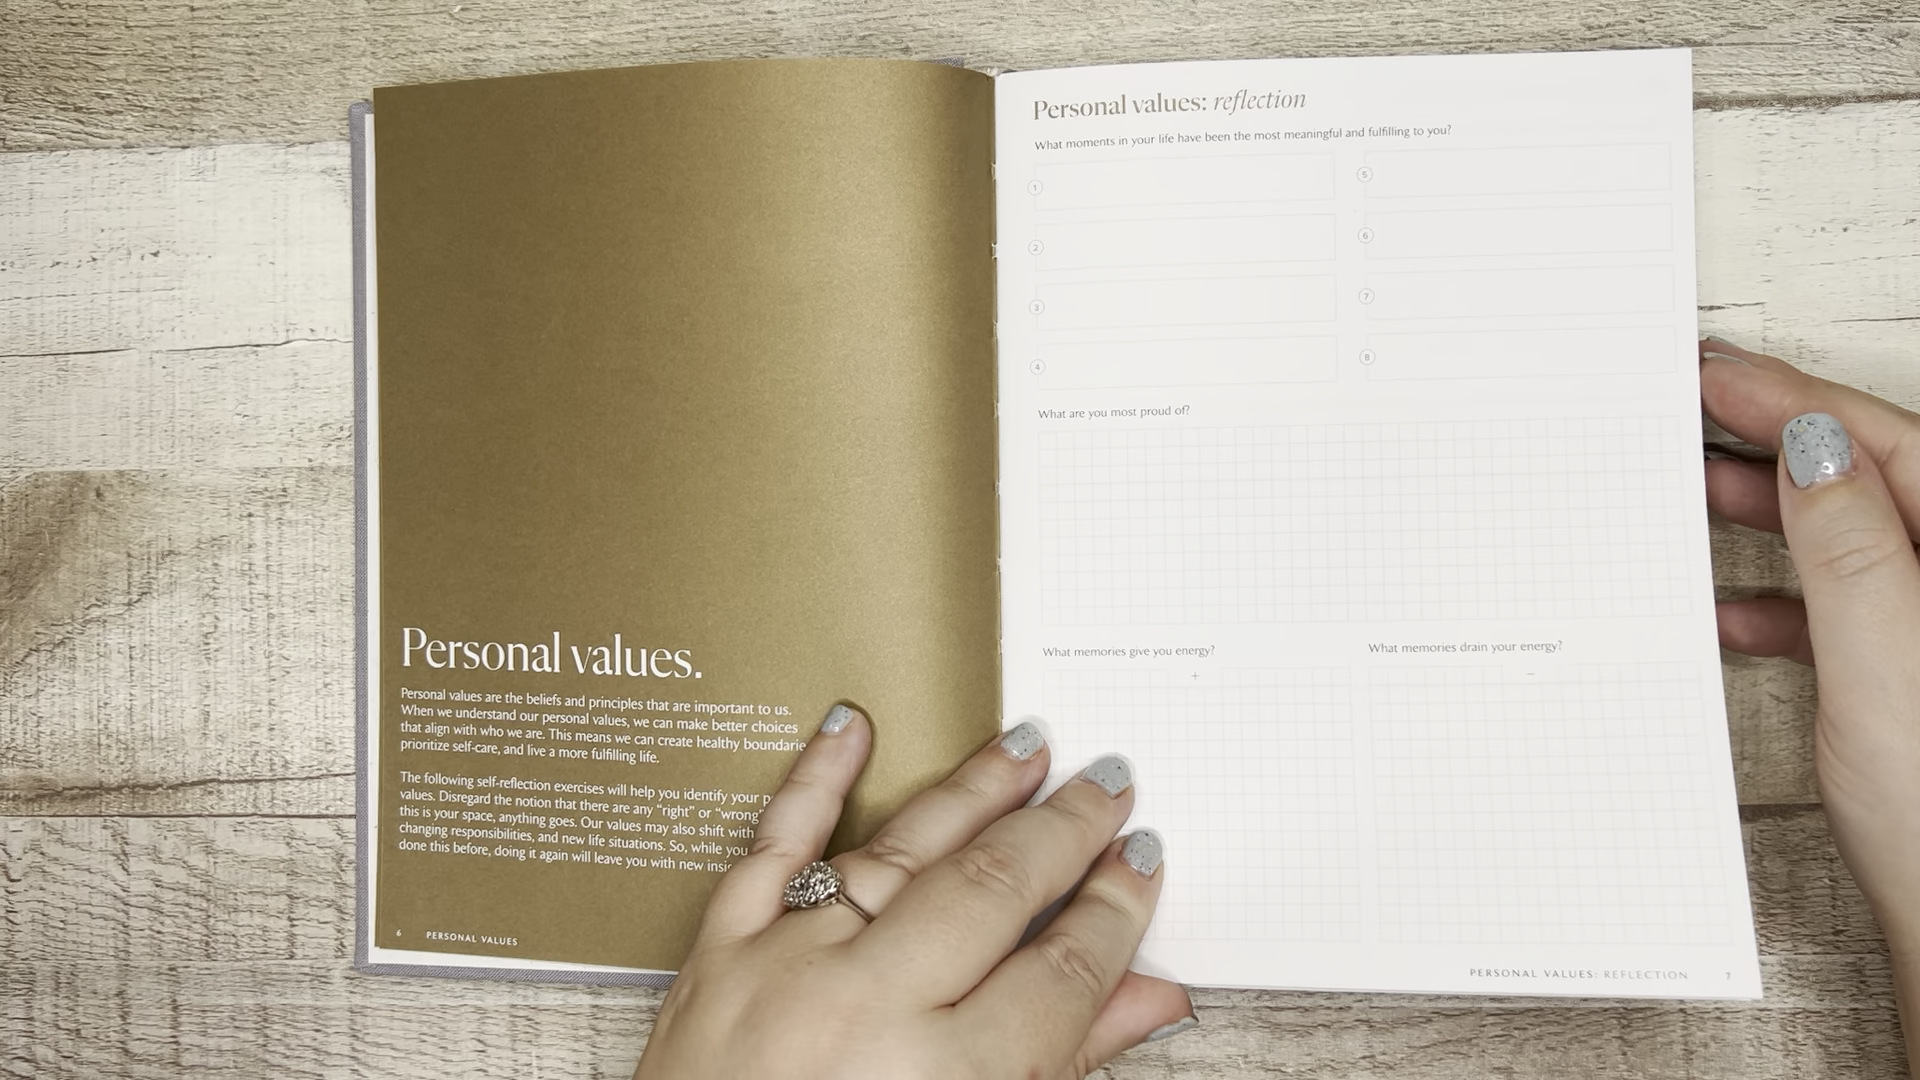 Personal values.
Personal values are the beliefs and principles that are important to us.
When we understand our personal values, we can make better choices
that align with who we are. This means we can create healthy
prioritize self-care, and live a more fulfilling life.
The following self-reflection exercises will help you identify your
values. Disregard the notion that there are any “right” or “wrong”
this is your space, anything goes. Our values may also shift with
changing responsibilities, and new life situations. So, while you
done this before, doing it again will leave you with new
6 PERSONAL VALUES
Personal values: reflection
What moments in your life have been the most meaningful and fulfilling to you?
1
2
3
4
5
6
7
8
What are you most proud of?
What memories give you energy?
+
What memories drain your energy?
–
PERSONAL VALUES: REFLECTION 7